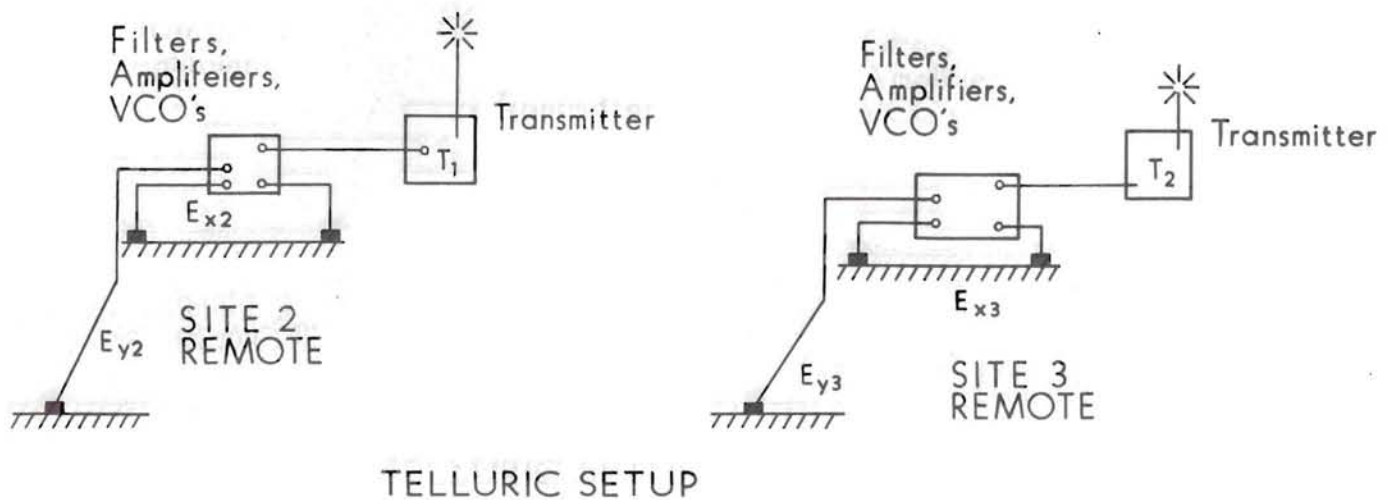 Filters,
Amplifeiers,
VCO's
Transmitter
T1
Ex2
Ey2
SITE 2
REMOTE
Filters,
Amplifiers,
VCO's
Transmitter
T2
Ex3
Ey3
SITE 3
REMOTE
TELLURIC SETUP